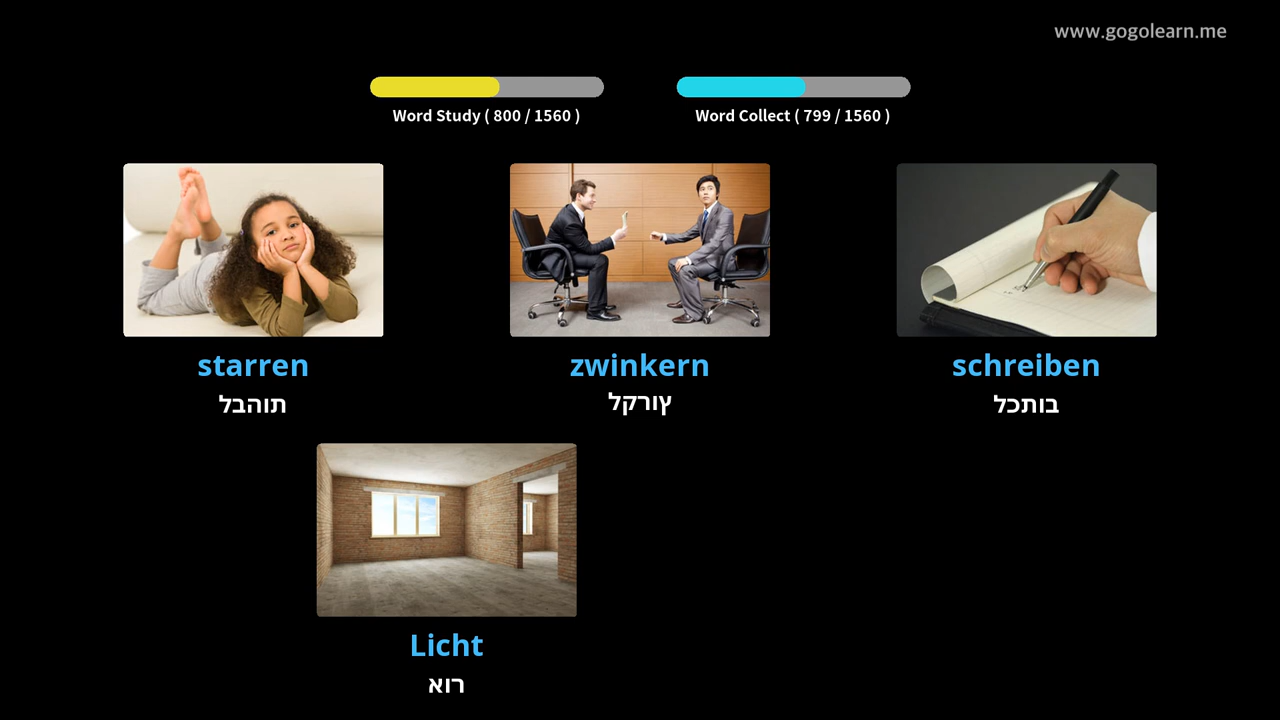 www.gogolearn.me
Word Study ( 800 / 1560 )
Word Collect ( 799 / 1560 )
starren
תוהבל
zwinkern
ץורקל
schreiben
בותכל
Licht
רוא